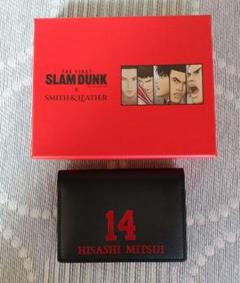 THE FIRST
SLAM DUNK
×
SMITH & LEATHER
14
HISASHI MITSUI